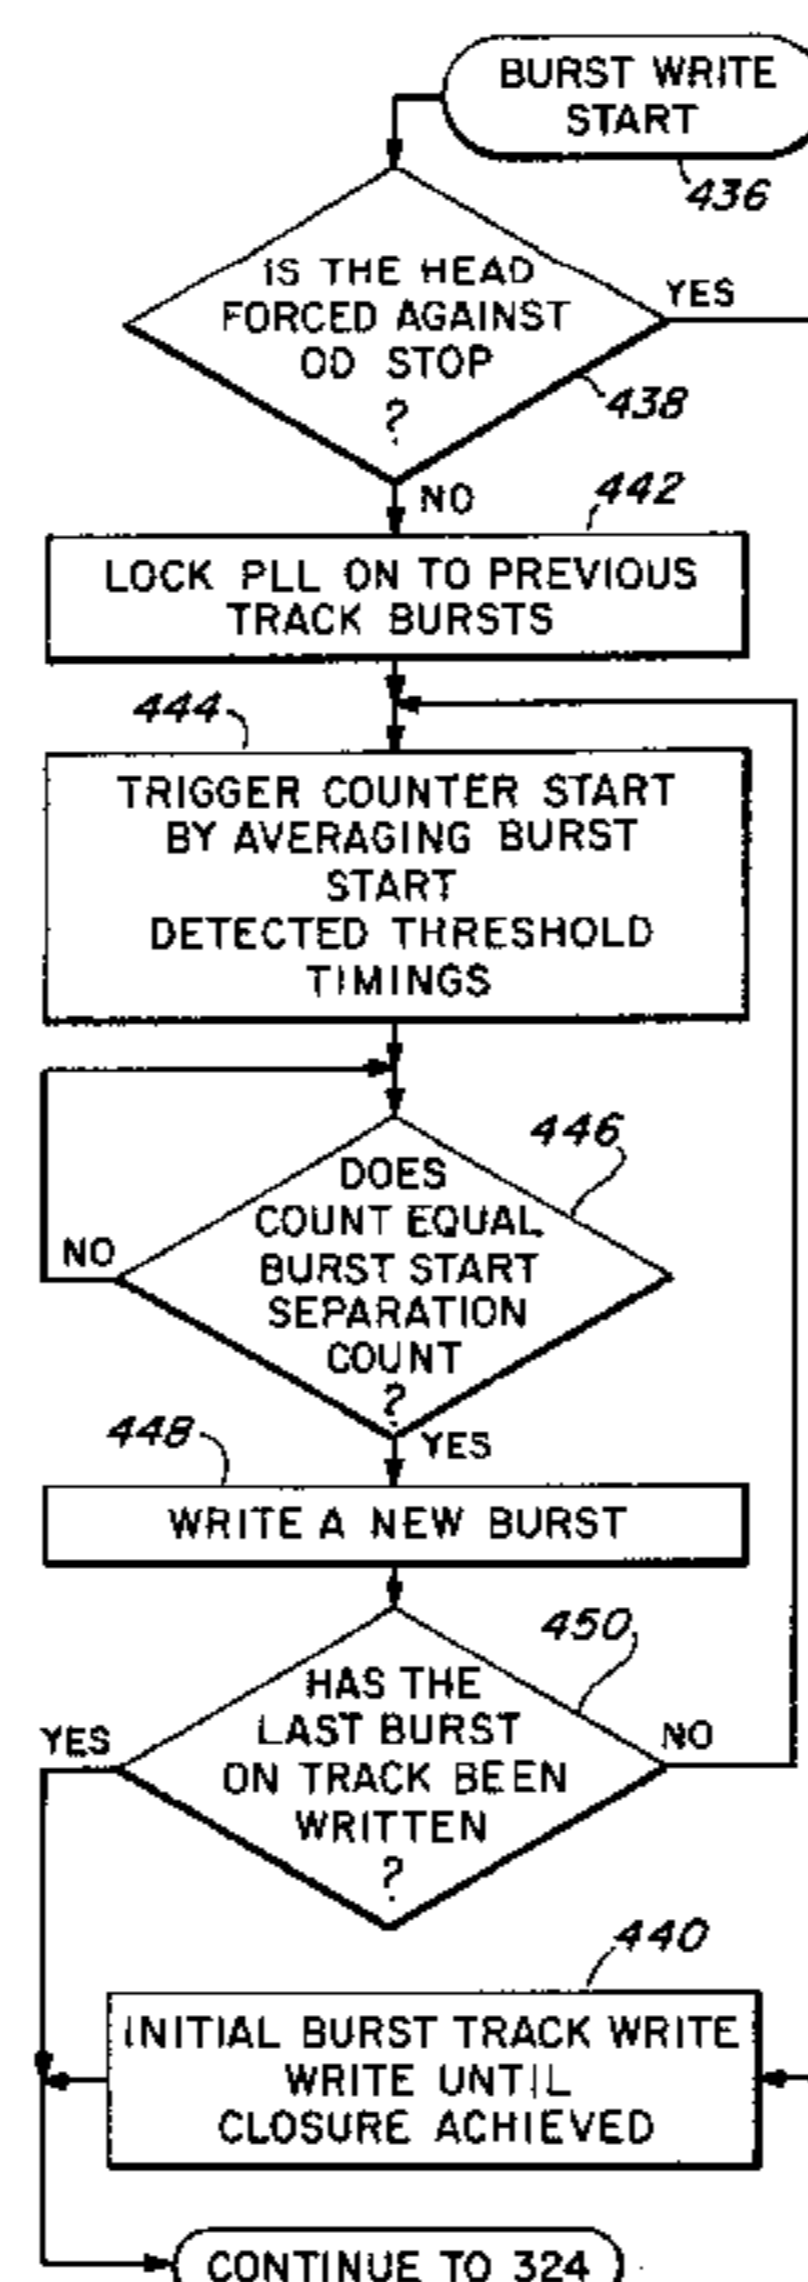 BURST WRITE
START
436
IS THE HEAD
FORCED AGAINST
OD STOP
?
YES
438
NO
442
LOCK PLL ON TO PREVIOUS
TRACK BURSTS
444
TRIGGER COUNTER START
BY AVERAGING BURST
START
DETECTED THRESHOLD
TIMINGS
446
DOES
COUNT EQUAL
BURST START
SEPARATION
COUNT
?
NO
YES
448
WRITE A NEW BURST
450
HAS THE
LAST BURST
ON TRACK BEEN
WRITTEN
?
YES
NO
440
INITIAL BURST TRACK WRITE
WRITE UNTIL
CLOSURE ACHIEVED
CONTINUE TO 324